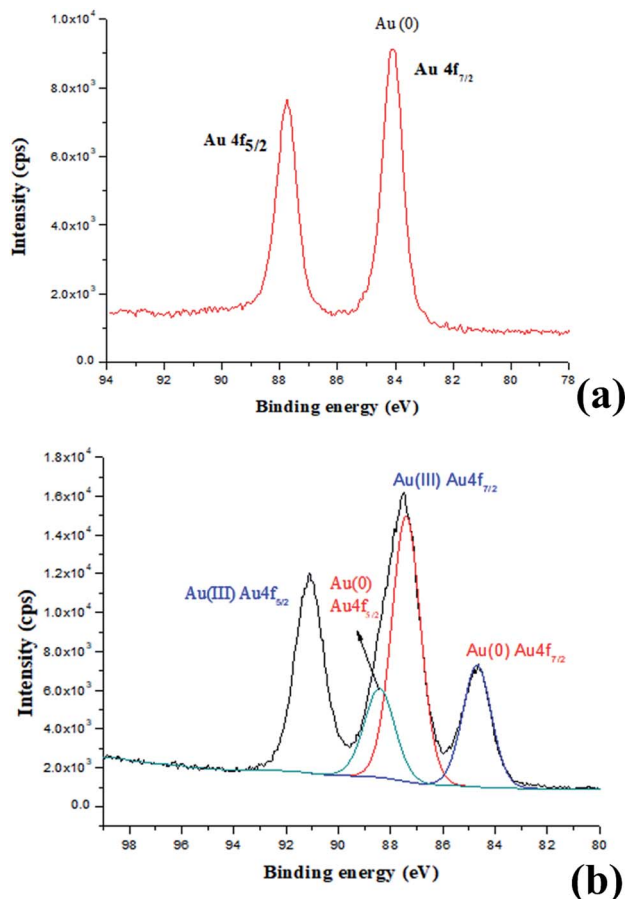 Intensity (cps)
1.0x10⁴
8.0x10³
6.0x10³
4.0x10³
2.0x10³
0.0
Au (0)
Au 4f7/2
Au 4f5/2
94 92 90 88 86 84 82 80 78
Binding energy (eV)
(a)
Intensity (cps)
1.8x10⁴
1.6x10⁴
1.4x10⁴
1.2x10⁴
1.0x10⁴
8.0x10³
6.0x10³
4.0x10³
2.0x10³
0.0
Au(III) Au4f7/2
Au(III) Au4f5/2
Au(0)
Au4f5/2
Au(0) Au4f7/2
98 96 94 92 90 88 86 84 82 80
Binding energy (eV)
(b)